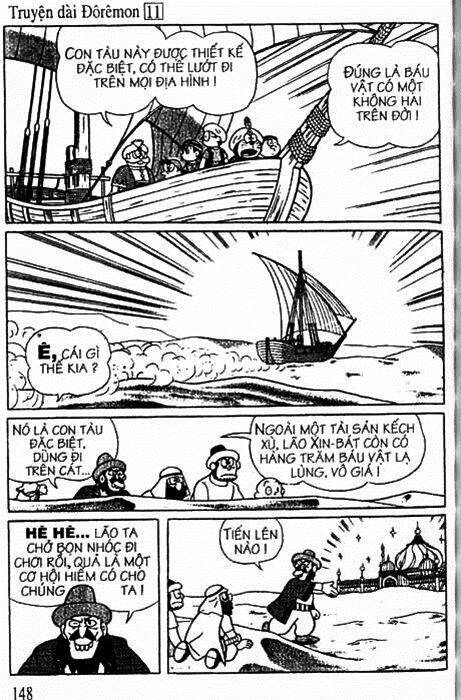 Truyện dài Đôrêmon 11
CON TÀU NÀY ĐƯỢC THIẾT KẾ
ĐẶC BIỆT, CÓ THỂ LƯỚT ĐI
TRÊN MỌI ĐỊA HÌNH !
ĐÚNG LÀ BÁU
VẬT CÓ MỘT
KHÔNG HAI
TRÊN ĐỜI !
Ê, CÁI GÌ
THẾ KIA ?
NÓ LÀ CON TÀU
ĐẶC BIỆT,
DÙNG ĐI
TRÊN CÁT...
NGOÀI MỘT TÀI SẢN KẾCH
XÙ, LÃO XIN-BÁT CÒN CÓ
HÀNG TRĂM BÁU VẬT LẠ
LÙNG, VÔ GIÁ !
HÊ HÊ... LÃO TA
CHỞ BỌN NHÓC ĐI
CHƠI RỒI, QUẢ LÀ MỘT
CƠ HỘI HIẾM CÓ CHO
CHÚNG TA !
TIẾN LÊN
NÀO !
148